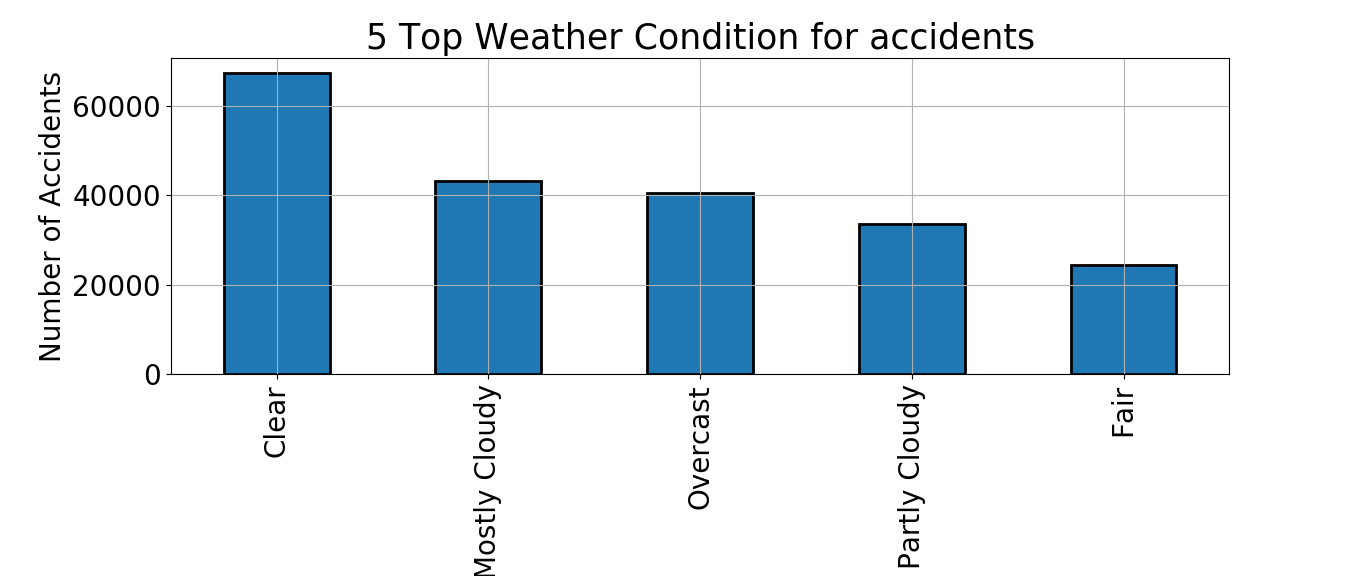 5 Top Weather Condition for accidents
Number of Accidents
60000
40000
20000
0
Clear
Mostly Cloudy
Overcast
Partly Cloudy
Fair